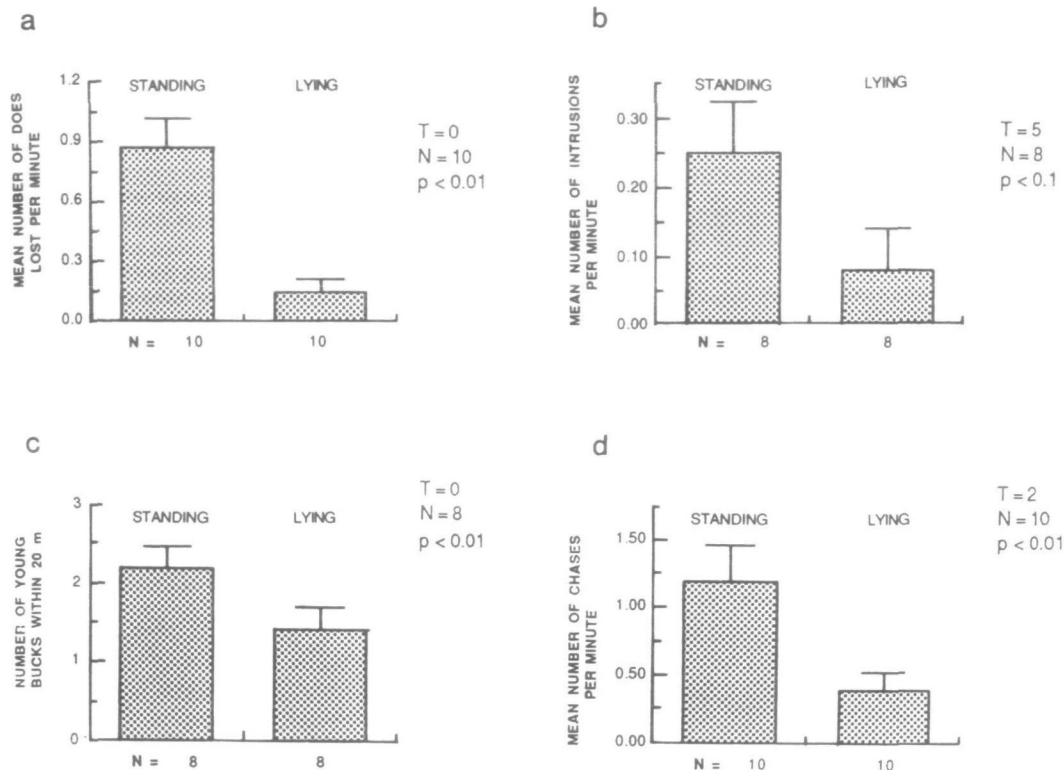 a
MEAN NUMBER OF DOES
LOST PER MINUTE
1.2
0.9
0.6
0.3
0.0
STANDING LYING
T = 0
N = 10
p < 0.01
N = 10 10
b
MEAN NUMBER OF INTRUSIONS
PER MINUTE
0.30
0.20
0.10
0.00
STANDING LYING
T = 5
N = 8
p < 0.1
N = 8 8
c
NUMBER OF YOUNG
BUCKS WITHIN 20 m
3
2
1
0
STANDING LYING
T = 0
N = 8
p < 0.01
N = 8 8
d
MEAN NUMBER OF CHASES
PER MINUTE
1.50
1.00
0.50
0.00
STANDING LYING
T = 2
N = 10
p < 0.01
N = 10 10